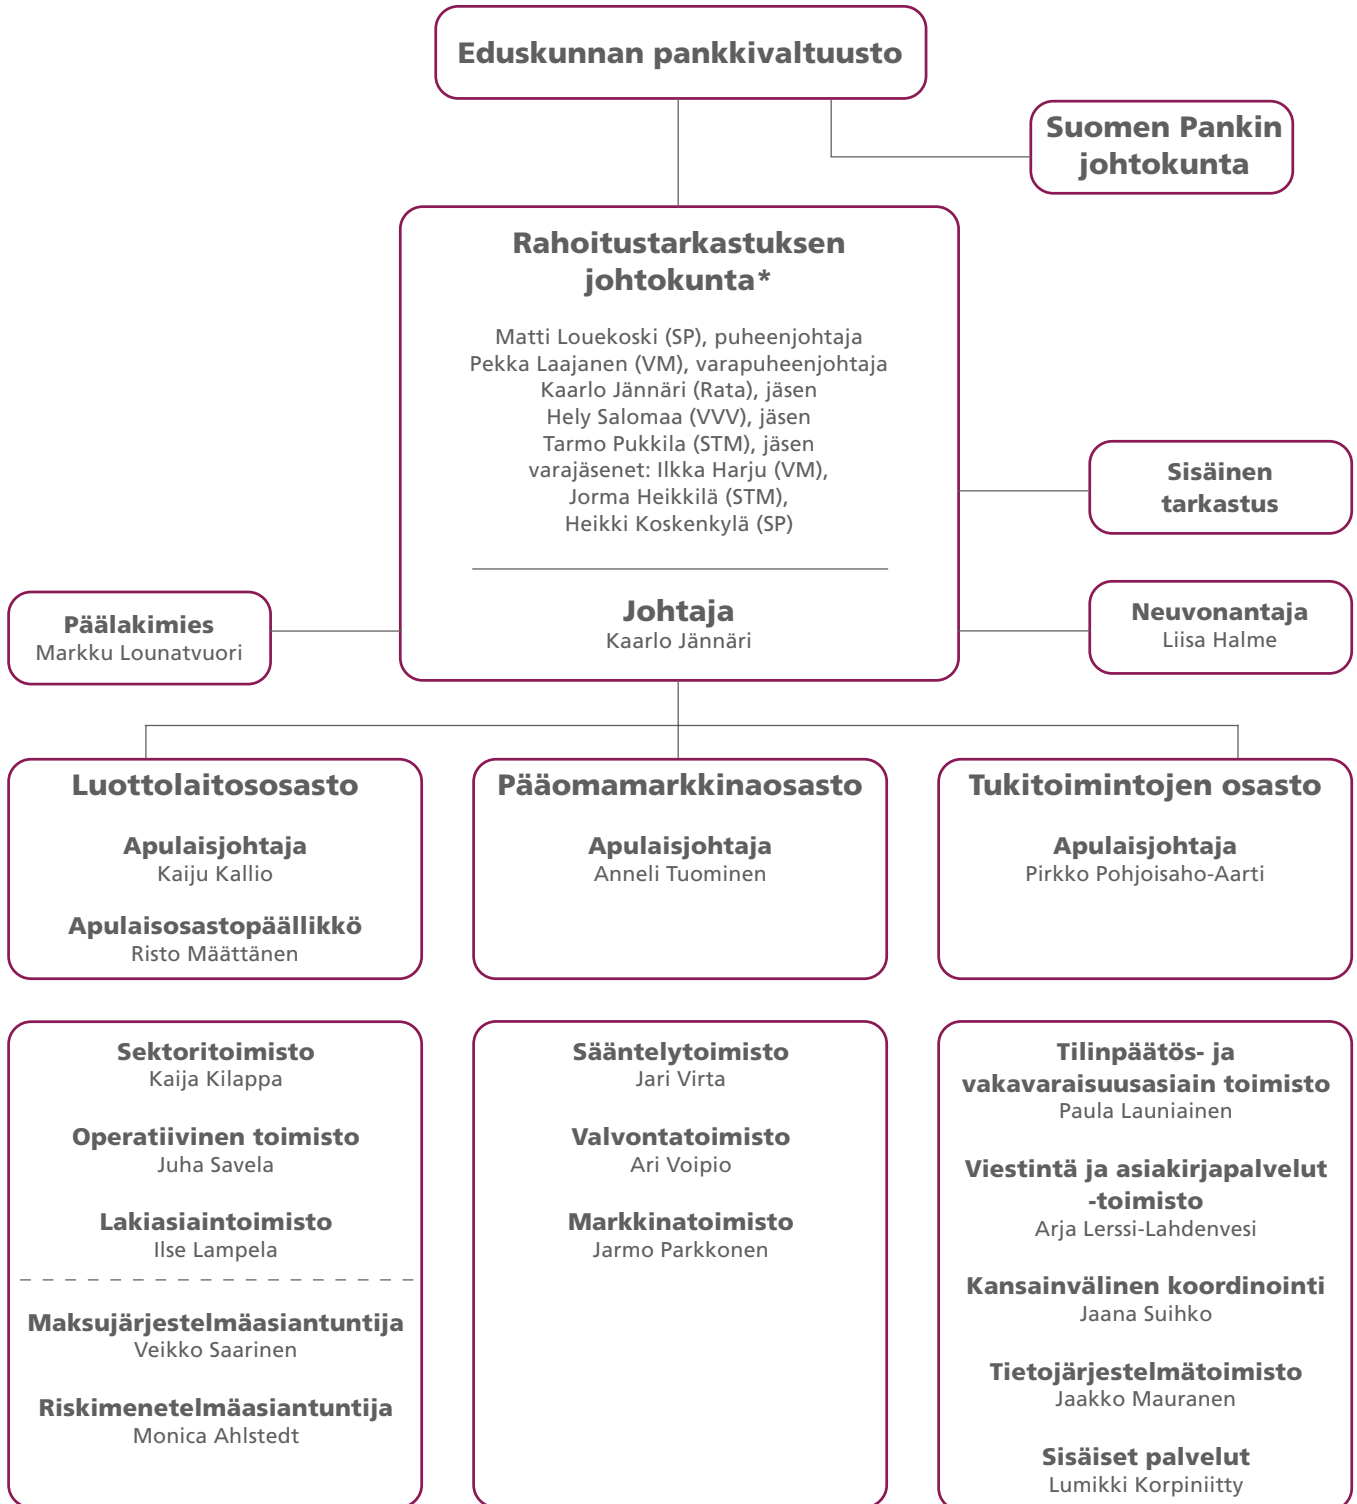 Eduskunnan pankkivaltuusto
Suomen Pankin
johtokunta
Rahoitustarkastuksen
johtokunta*
Matti Louekoski (SP), puheenjohtaja
Pekka Laajanen (VM), varapuheenjohtaja
Kaarlo Jännäri (Rata), jäsen
Hely Salomaa (VVV), jäsen
Tarmo Pukkila (STM), jäsen
varajäsenet: Ilkka Harju (VM),
Jorma Heikkilä (STM),
Heikki Koskenkylä (SP)
Sisäinen
tarkastus
Johtaja
Kaarlo Jännäri
Päälakimies
Markku Lounatvuori
Neuvonantaja
Liisa Halme
Luottolaitososasto
Apulaisjohtaja
Kaiju Kallio
Apulaisosastopäällikkö
Risto Määttänen
Pääomamarkkinaosasto
Apulaisjohtaja
Anneli Tuominen
Tukitoimintojen osasto
Apulaisjohtaja
Pirkko Pohjoisaho-Aarti
Sektoritoimisto
Kaija Kilappa
Operatiivinen toimisto
Juha Savela
Lakiasiaintoimisto
Ilse Lampela
Maksujärjestelmäasiantuntija
Veikko Saarinen
Riskimenetelmäasiantuntija
Monica Ahlstedt
Sääntelytoimisto
Jari Virta
Valvontatoimisto
Ari Voipio
Markkinatoimisto
Jarmo Parkkonen
Tilinpäätös- ja
vakavaraisuusasiain toimisto
Paula Launiainen
Viestintä ja asiakirjapalvelut
-toimisto
Arja Lerssi-Lahdenvesi
Kansainvälinen koordinointi
Jaana Suihko
Tietojärjestelmätoimisto
Jaakko Mauranen
Sisäiset palvelut
Lumikki Korpiniitty